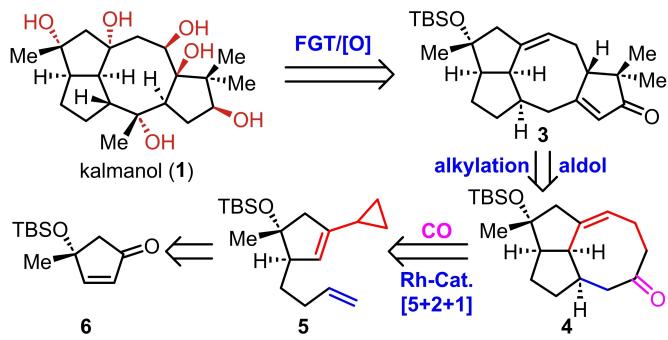 HO
OH
OH
Me
OH
Me
Me
H
H
H
H
OH
Me
OH
kalmanol (1)
FGT/[O]
TBSO
Me
H
H
H
H
Me
Me
O
H
3
alkylation
aldol
TBSO
Me
H
H
O
H
4
CO
Rh-Cat.
[5+2+1]
TBSO
Me
H
5
TBSO
Me
O
6